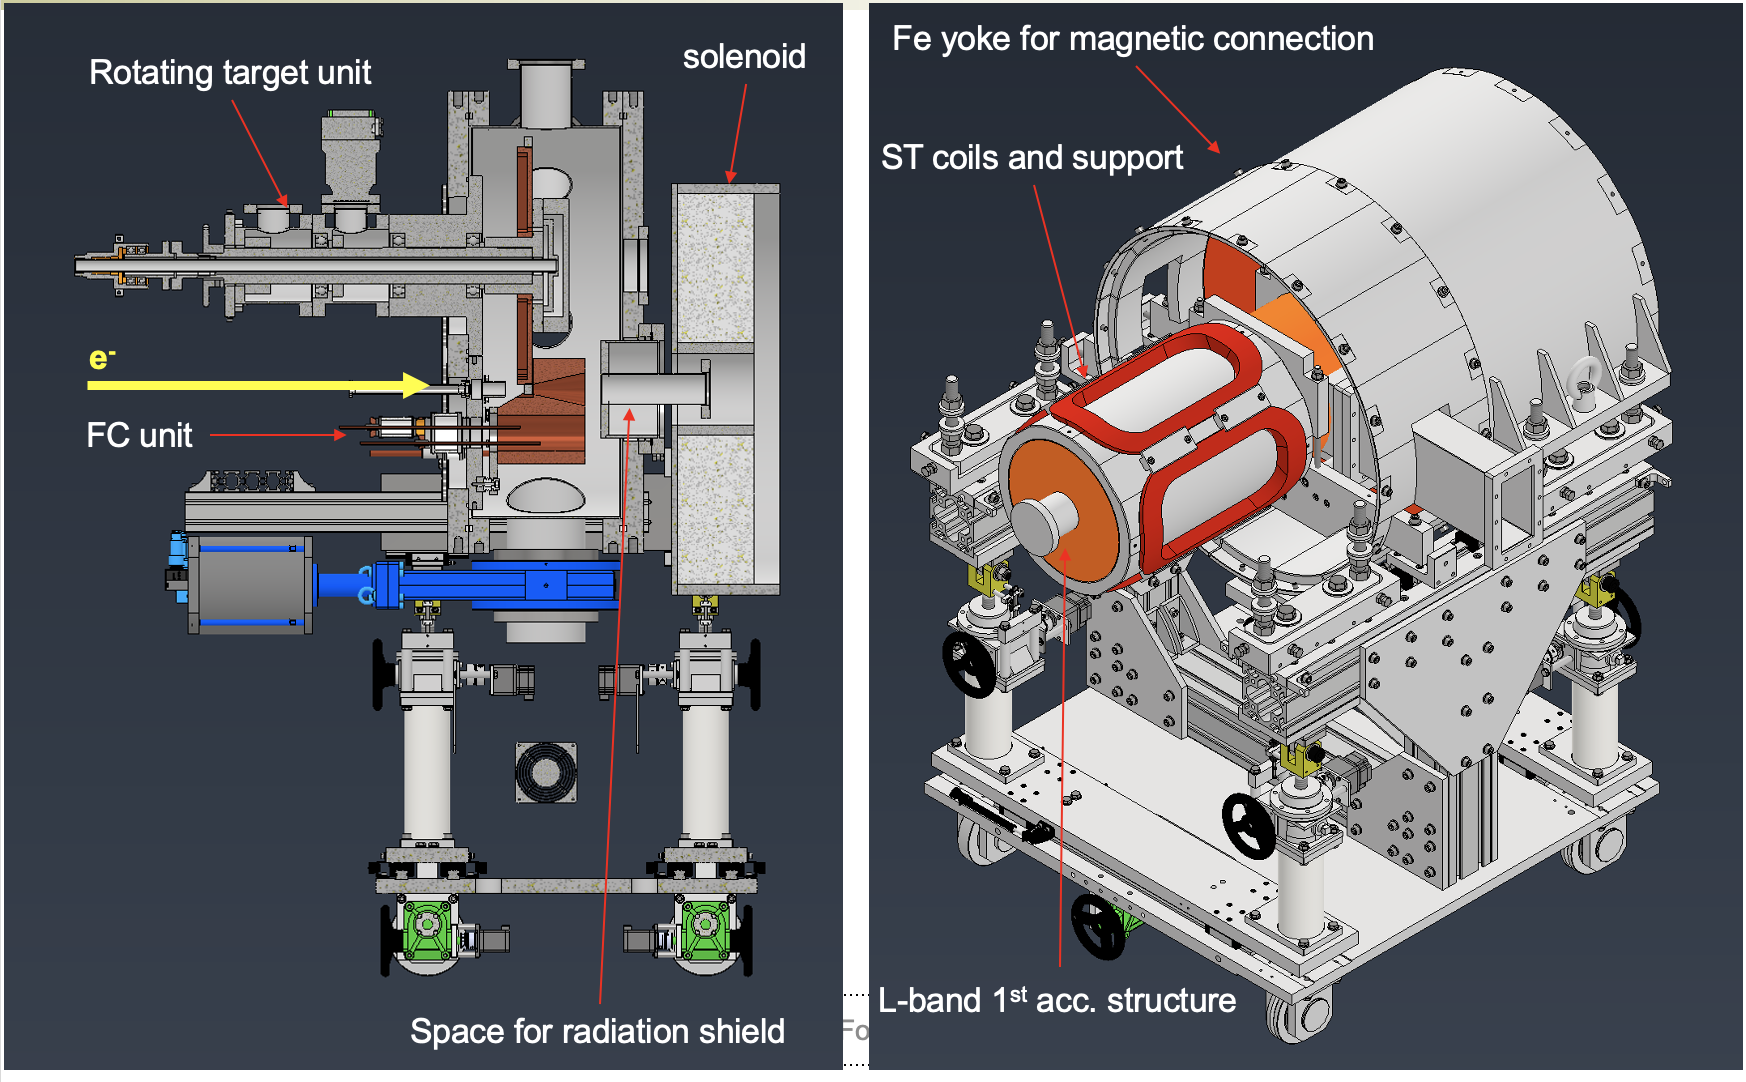 Rotating target unit
solenoid
e-
FC unit
Space for radiation shield
Fe yoke for magnetic connection
ST coils and support
L-band 1st acc. structure
Fo